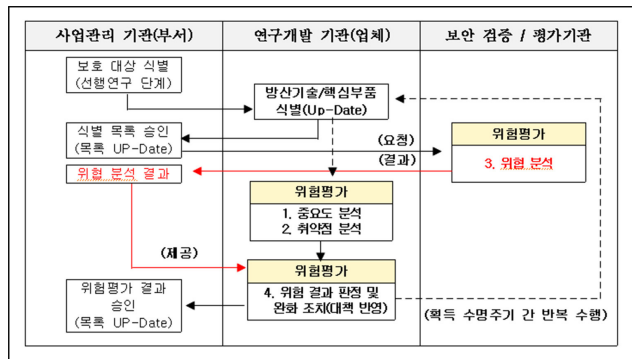 사업관리 기관(부서)
연구개발 기관(업체)
보안 검증 / 평가기관
보호 대상 식별
(선행연구 단계)
방산기술/핵심부품
식별(Up-Date)
식별 목록 승인
(목록 UP-Date)
(요청)
(결과)
위험평가
3. 위협 분석
위협 분석 결과
위험평가
1. 중요도 분석
2. 취약점 분석
(제공)
위험평가
4. 위험 결과 판정 및
완화 조치(대책 반영)
위험평가 결과
승인
(목록 UP-Date)
(획득 수명주기 간 반복 수행)